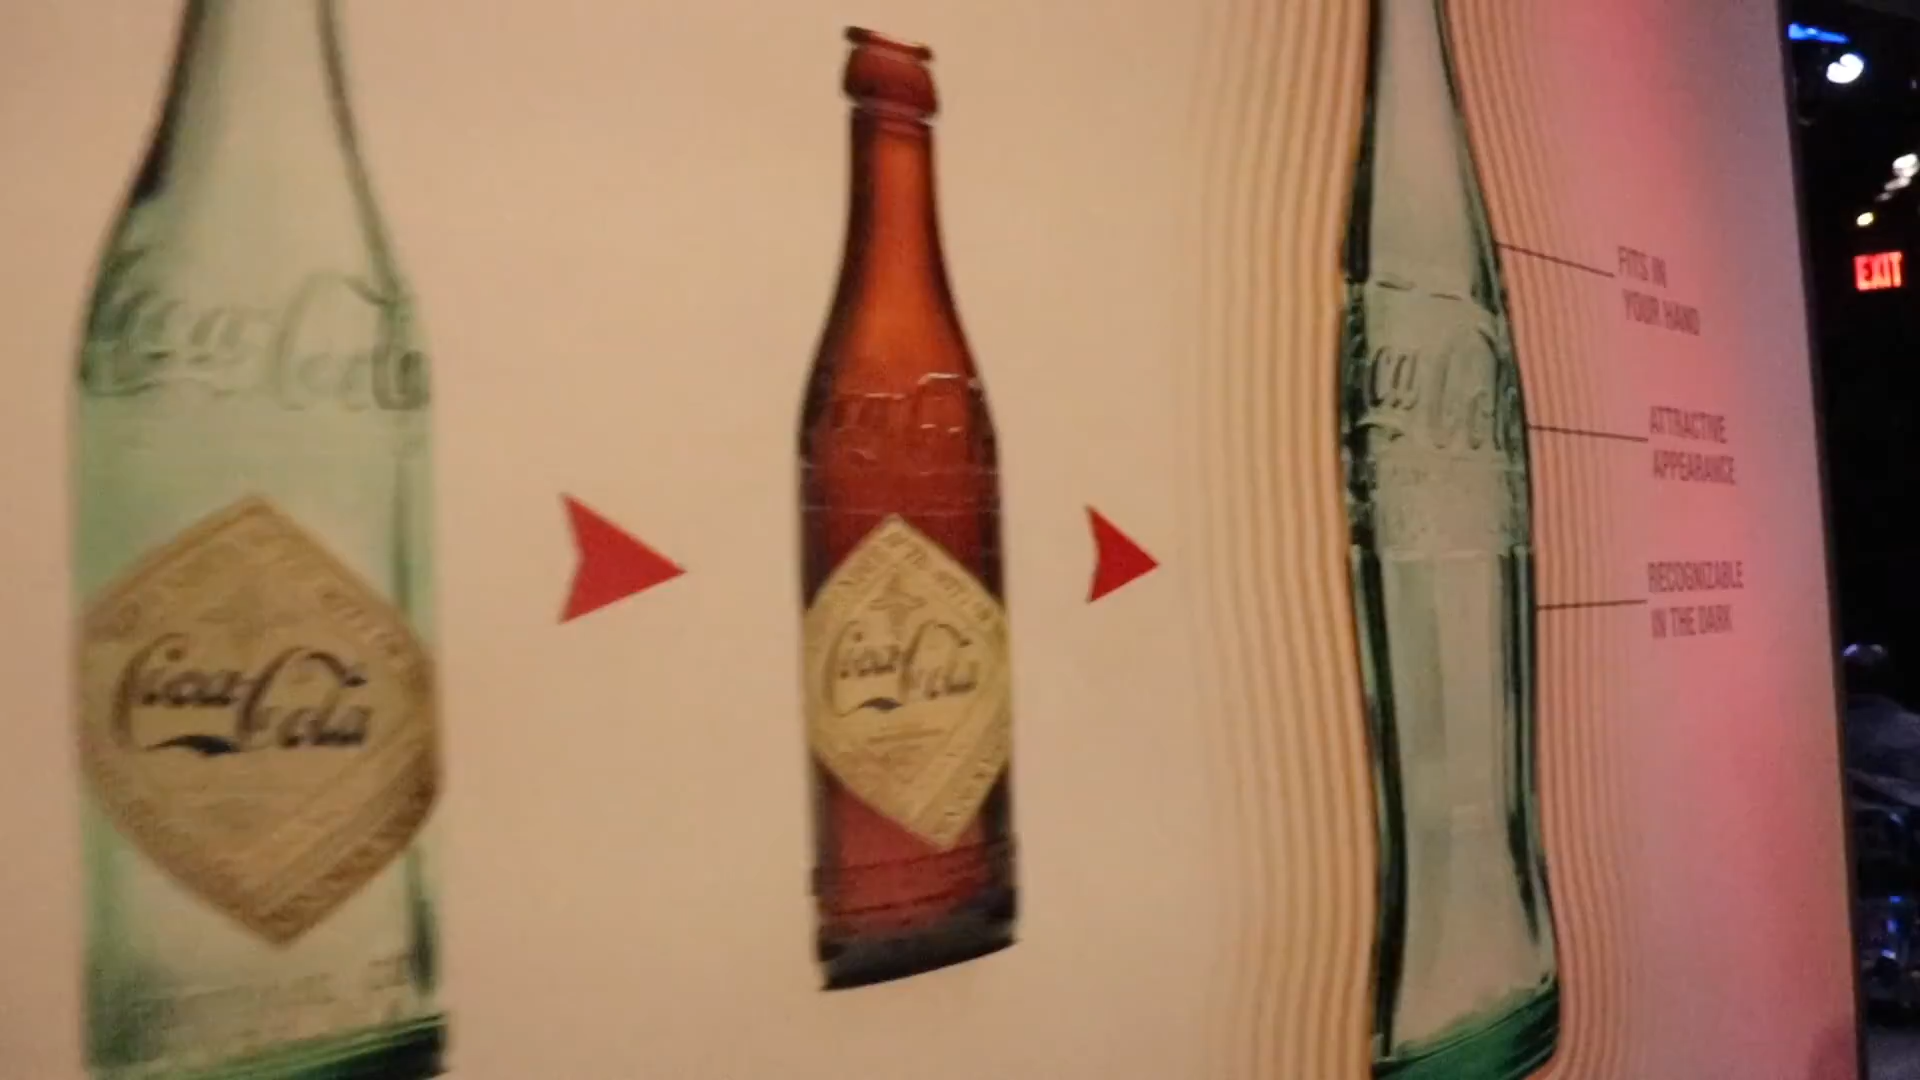 Coca-Cola
Coca-Cola
Coca-Cola
ca Cola
FITS IN
YOUR HAND
ATTRACTIVE
APPEARANCE
RECOGNIZABLE
IN THE DARK
Coca-Cola
EXIT